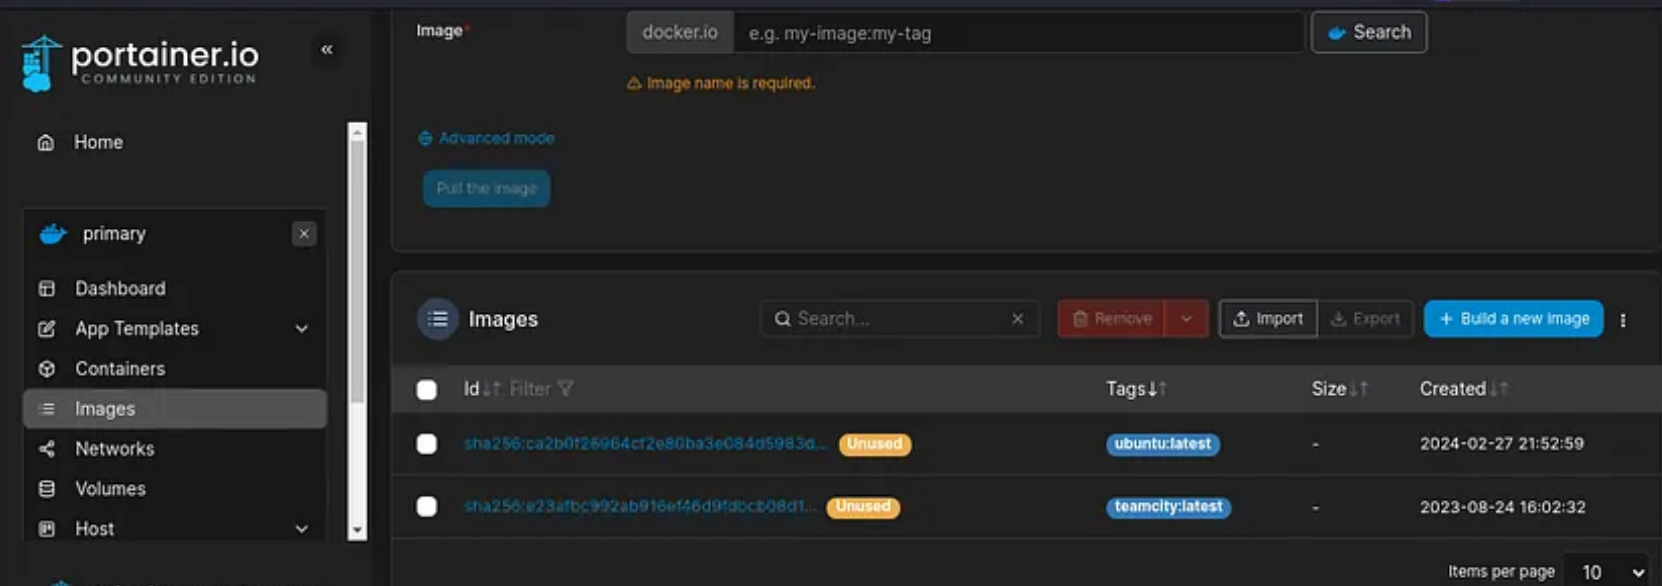 portainer.io
COMMUNITY EDITION
«
Home
primary
Dashboard
App Templates
Containers
Images
Networks
Volumes
Host
Image*
docker.io
e.g. my-image:my-tag
Search
Image name is required.
Advanced mode
Pull the image
Images
Search...
Remove
Import
Export
+ Build a new image
Id Filter Tags Size Created
sha256:ca2b0f26964cf2e80ba3e084d5983d... Unused ubuntu:latest - 2024-02-27 21:52:59
sha256:e23afbc992ab916ef46d9fdbcb08d1... Unused teamcity:latest - 2023-08-24 16:02:32
Items per page 10